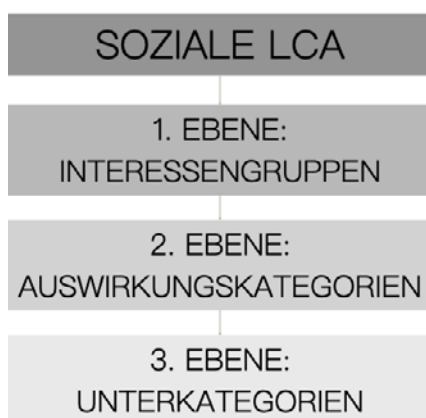 SOZIALE LCA
1. EBENE:
INTERESSENGRUPPEN
2. EBENE:
AUSWIRKUNGSKATEGORIEN
3. EBENE:
UNTERKATEGORIEN